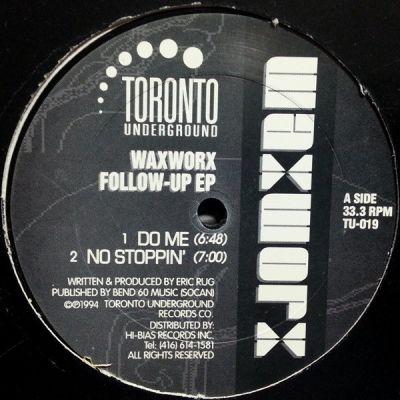 TORONTO
UNDERGROUND
WAXWORX
FOLLOW-UP EP
1 DO ME (6:48)
2 NO STOPPIN' (7:00)
WRITTEN & PRODUCED BY ERIC RUG
PUBLISHED BY BEND 60 MUSIC (SOCAN)
©℗1994 TORONTO UNDERGROUND
RECORDS CO.
DISTRIBUTED BY:
HI-BIAS RECORDS INC.
Tel: (416) 614-1581
ALL RIGHTS RESERVED
waxworx
A SIDE
33.3 RPM
TU-019